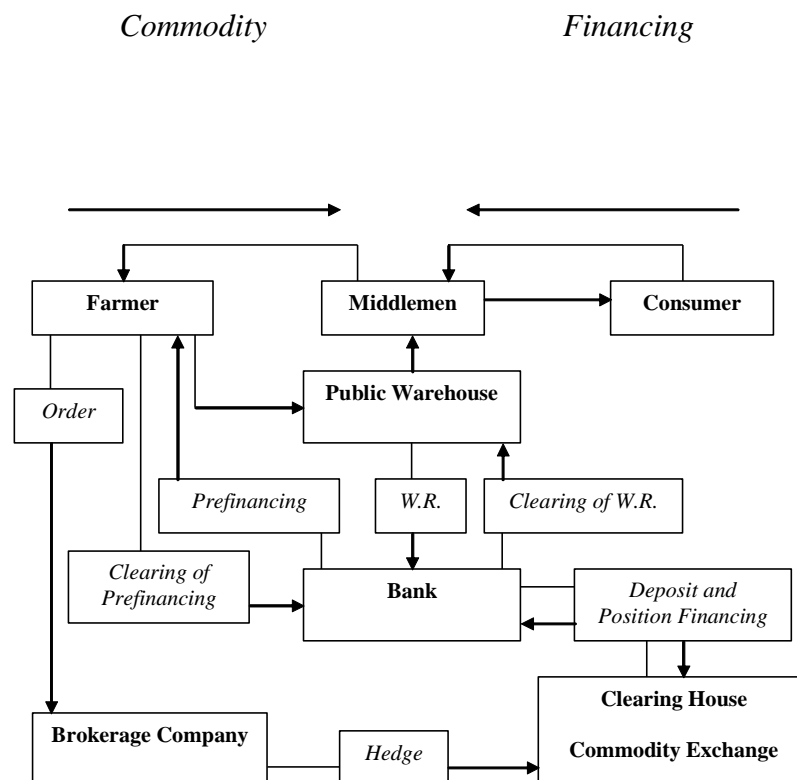 Commodity
Financing
Farmer
Middlemen
Consumer
Public Warehouse
Order
Prefinancing
W.R.
Clearing of W.R.
Clearing of
Prefinancing
Bank
Deposit and
Position Financing
Clearing House
Brokerage Company
Hedge
Commodity Exchange